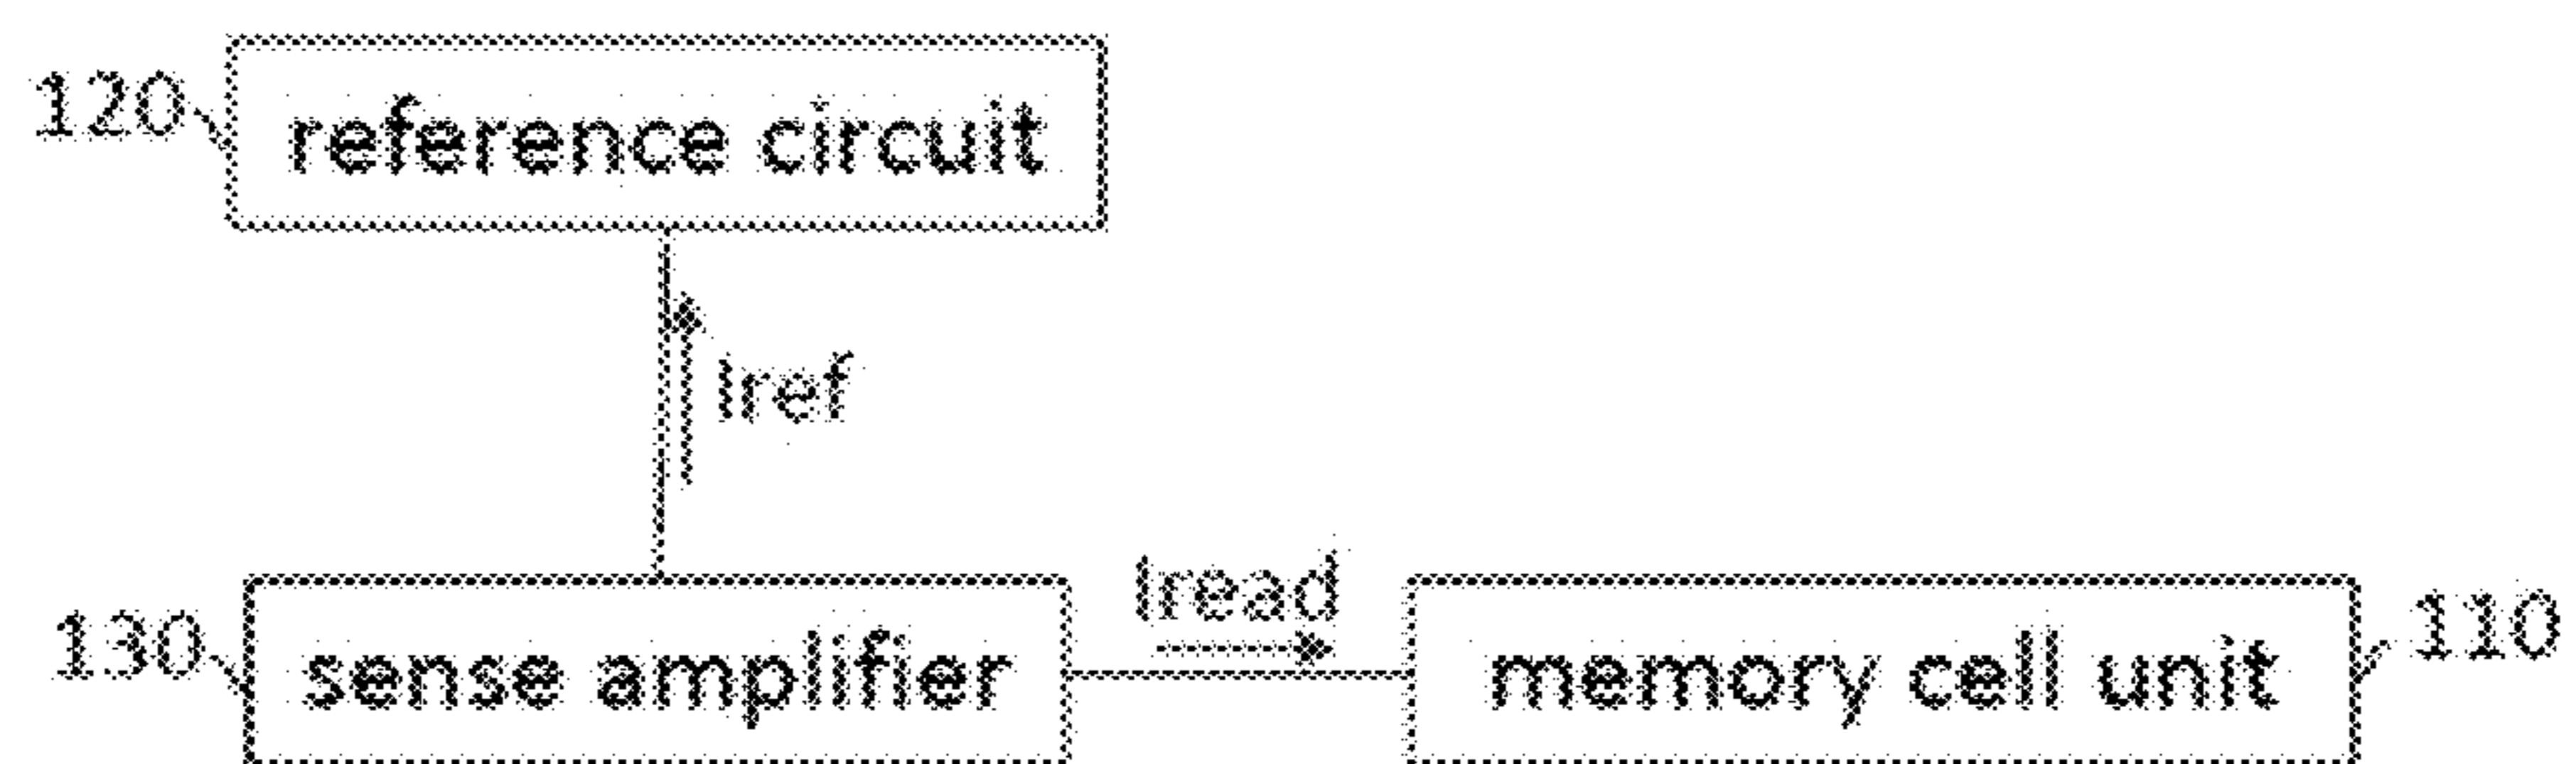 120 reference circuit
Iref
Iread
130 sense amplifier
memory cell unit 110